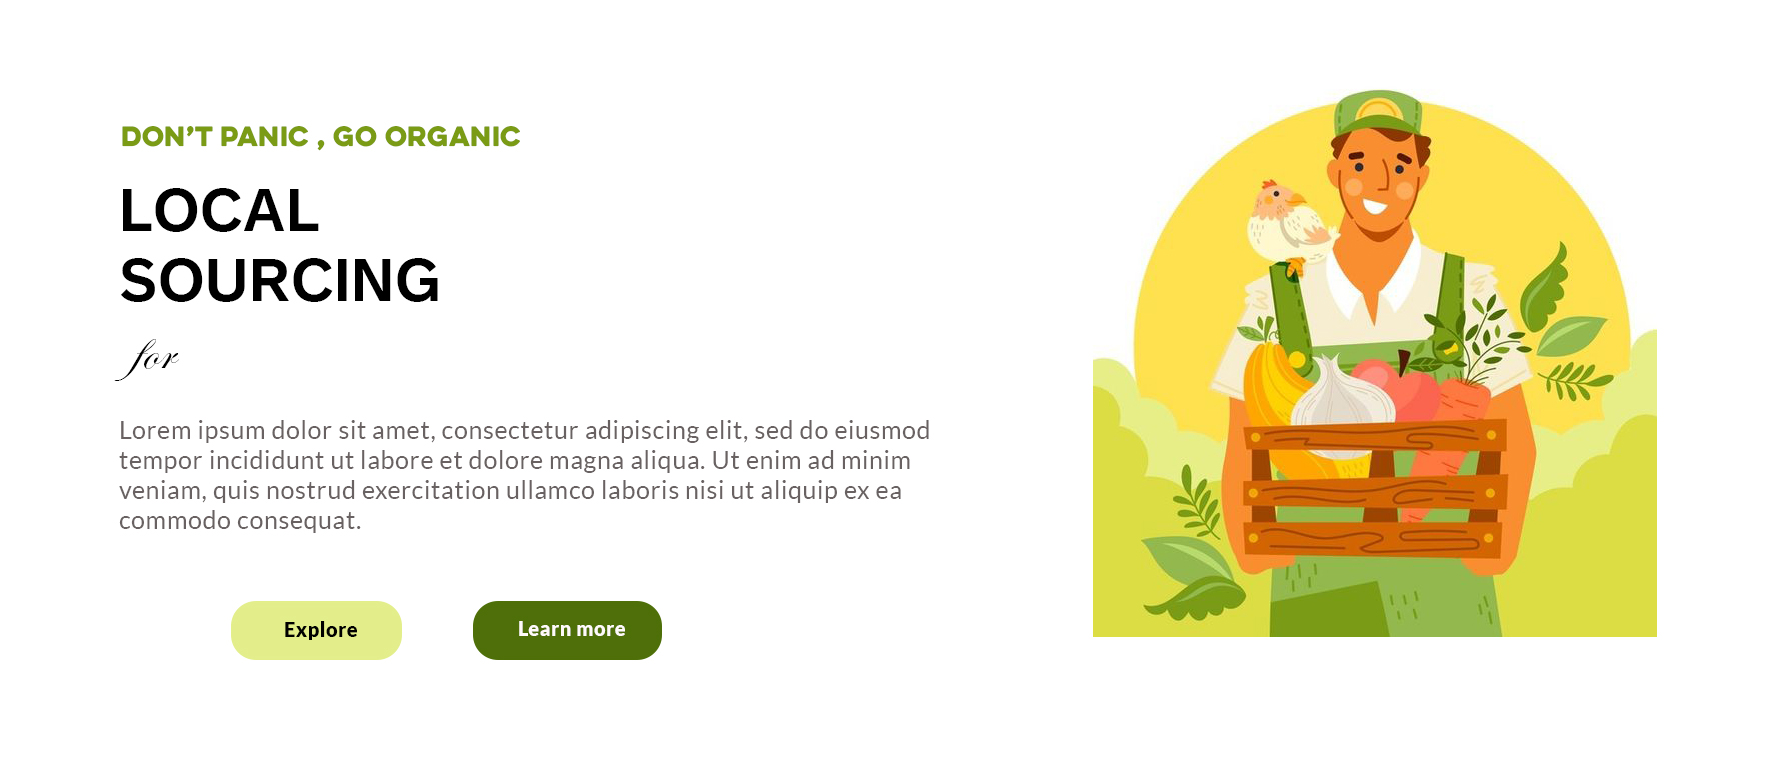 DON'T PANIC , GO ORGANIC
LOCAL
SOURCING
for
Lorem ipsum dolor sit amet, consectetur adipiscing elit, sed do eiusmod
tempor incididunt ut labore et dolore magna aliqua. Ut enim ad minim
veniam, quis nostrud exercitation ullamco laboris nisi ut aliquip ex ea
commodo consequat.
Explore
Learn more